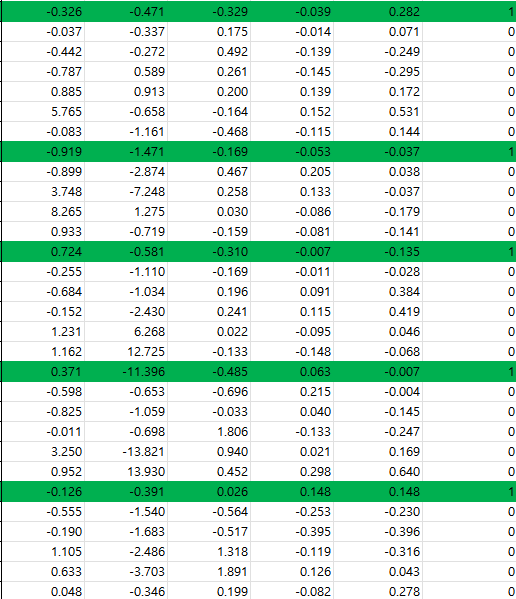 -0.326 -0.471 -0.329 -0.039 0.282 1
-0.037 -0.337 0.175 -0.014 0.071 0
-0.442 -0.272 0.492 -0.139 -0.249 0
-0.787 0.589 0.261 -0.145 -0.295 0
0.885 0.913 0.200 0.139 0.172 0
5.765 -0.658 -0.164 0.152 0.531 0
-0.083 -1.161 -0.468 -0.115 0.144 0
-0.919 -1.471 -0.169 -0.053 -0.037 1
-0.899 -2.874 0.467 0.205 0.038 0
3.748 -7.248 0.258 0.133 -0.037 0
8.265 1.275 0.030 -0.086 -0.179 0
0.933 -0.719 -0.159 -0.081 -0.141 0
0.724 -0.581 -0.310 -0.007 -0.135 1
-0.255 -1.110 -0.169 -0.011 -0.028 0
-0.684 -1.034 0.196 0.091 0.384 0
-0.152 -2.430 0.241 0.115 0.419 0
1.231 6.268 0.022 -0.095 0.046 0
1.162 12.725 -0.133 -0.148 -0.068 0
0.371 -11.396 -0.485 0.063 -0.007 1
-0.598 -0.653 -0.696 0.215 -0.004 0
-0.825 -1.059 -0.033 0.040 -0.145 0
-0.011 -0.698 1.806 -0.133 -0.247 0
3.250 -13.821 0.940 0.021 0.169 0
0.952 13.930 0.452 0.298 0.640 0
-0.126 -0.391 0.026 0.148 0.148 1
-0.555 -1.540 -0.564 -0.253 -0.230 0
-0.190 -1.683 -0.517 -0.395 -0.396 0
1.105 -2.486 1.318 -0.119 -0.316 0
0.633 -3.703 1.891 0.126 0.043 0
0.048 -0.346 0.199 -0.082 0.278 0